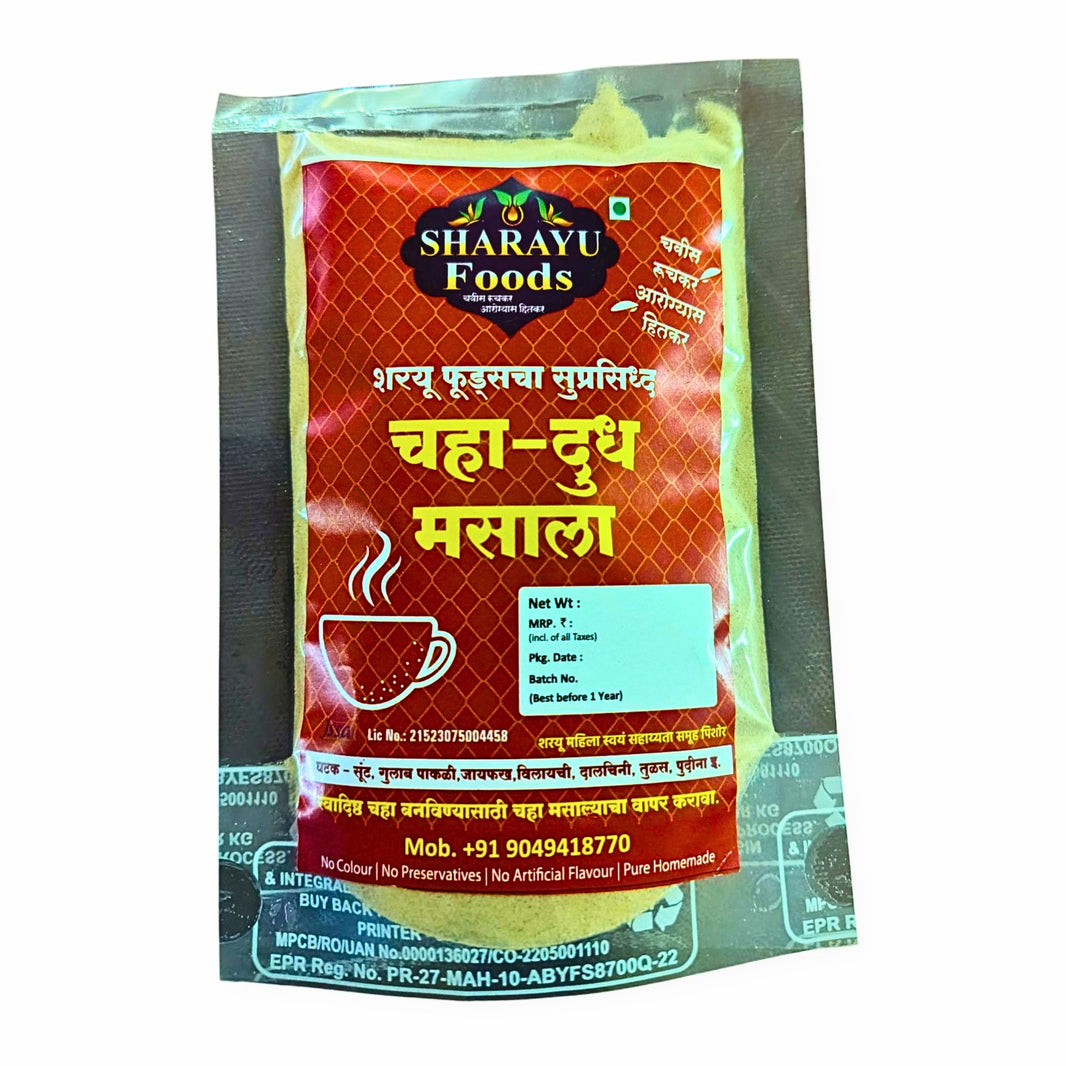 SHARAYU
Foods
चवीस रूचकर
आरोग्यास हितकर
चवीस
रूचकर
आरोग्यास
हितकर
शरयू फूड्सचा सुप्रसिध्द
चहा-दुध
मसाला
Net Wt :
MRP. ₹ :
(incl. of all Taxes)
Pkg. Date :
Batch No.
(Best before 1 Year)
Lic No.: 21523075004458
शरयू महिला स्वयं सहाय्यता समूह पिशोर
घटक - सूंट, गुलाब पाकळी,जायफख,विलायची, दालचिनी, तुळस, पुदीना इ.
स्वादिष्ठ चहा बनविण्यासाठी चहा मसाल्याचा वापर करावा.
Mob. +91 9049418770
No Colour | No Preservatives | No Artificial Flavour | Pure Homemade
& INTEGRAL
BUY BACK
PRINTER
MPCB/RO/UAN No.0000136027/CO-2205001110
EPR Reg. No. PR-27-MAH-10-ABYFS8700Q-22
EPR R